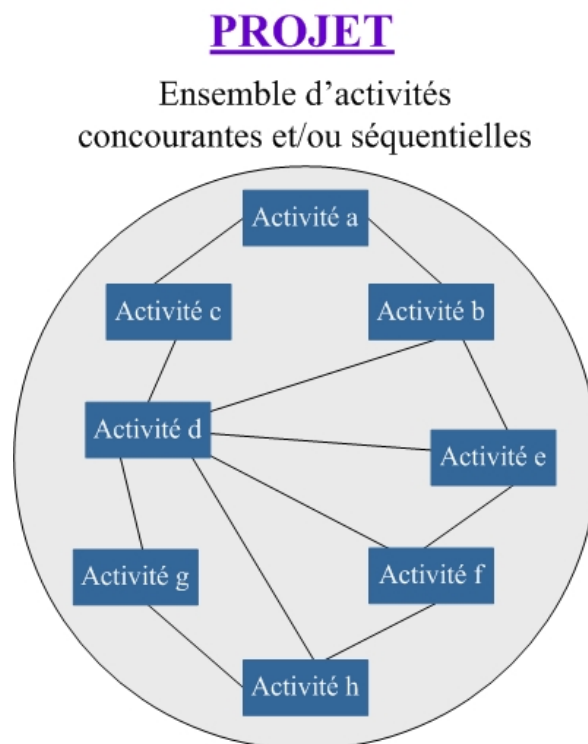 PROJET
Ensemble d’activités
concourantes et/ou séquentielles
Activité a
Activité c
Activité b
Activité d
Activité e
Activité g
Activité f
Activité h